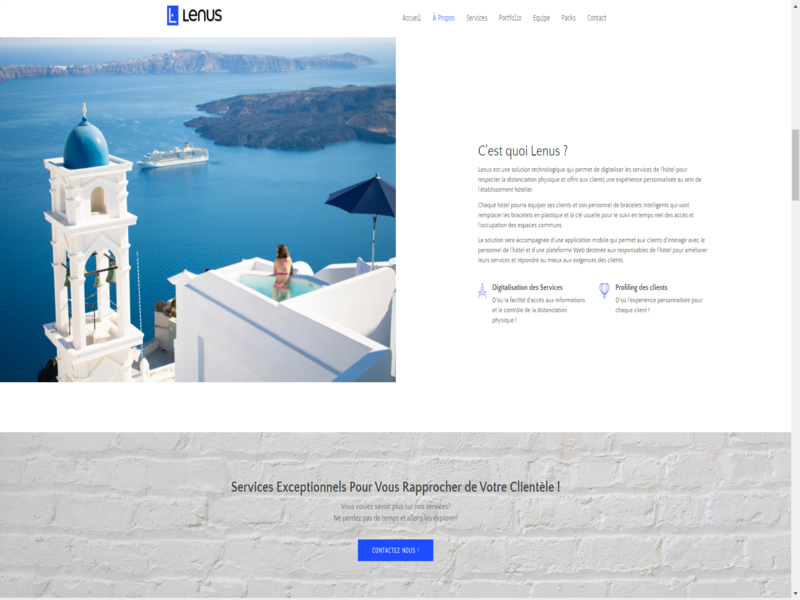 Lenus
Accueil À Propos Services Portfolio Equipe Packs Contact
C'est quoi Lenus ?
Lenus est une solution technologique qui permet de digitaliser les services de l'hôtel pour
respecter la distanciation physique et offrir aux clients une expérience personnalisée au sein de
l'établissement hôtelier.
Chaque hôtel pourra équiper ses clients et son personnel de bracelets intelligents qui vont
remplacer les bracelets en plastique et la clé usuelle pour le suivi en temps réel des accès et
l'occupation des espaces communs.
La solution sera accompagnée d'une application mobile qui permet aux clients d'interagir avec le
personnel de l'hôtel et d'une plateforme Web destinée aux responsables de l'hôtel pour améliorer
leurs services et répondre au mieux aux exigences des clients.
Digitalisation des Services
D'où la facilité d'accès aux informations
et le contrôle de la distanciation
physique !
Profiling des clients
D'où l'experience personnalisée pour
chaque client !
Services Exceptionnels Pour Vous Rapprocher de Votre Clientèle !
Vous voulez savoir plus sur nos services?
Ne perdez pas de temps et allons les explorer!
CONTACTEZ NOUS !